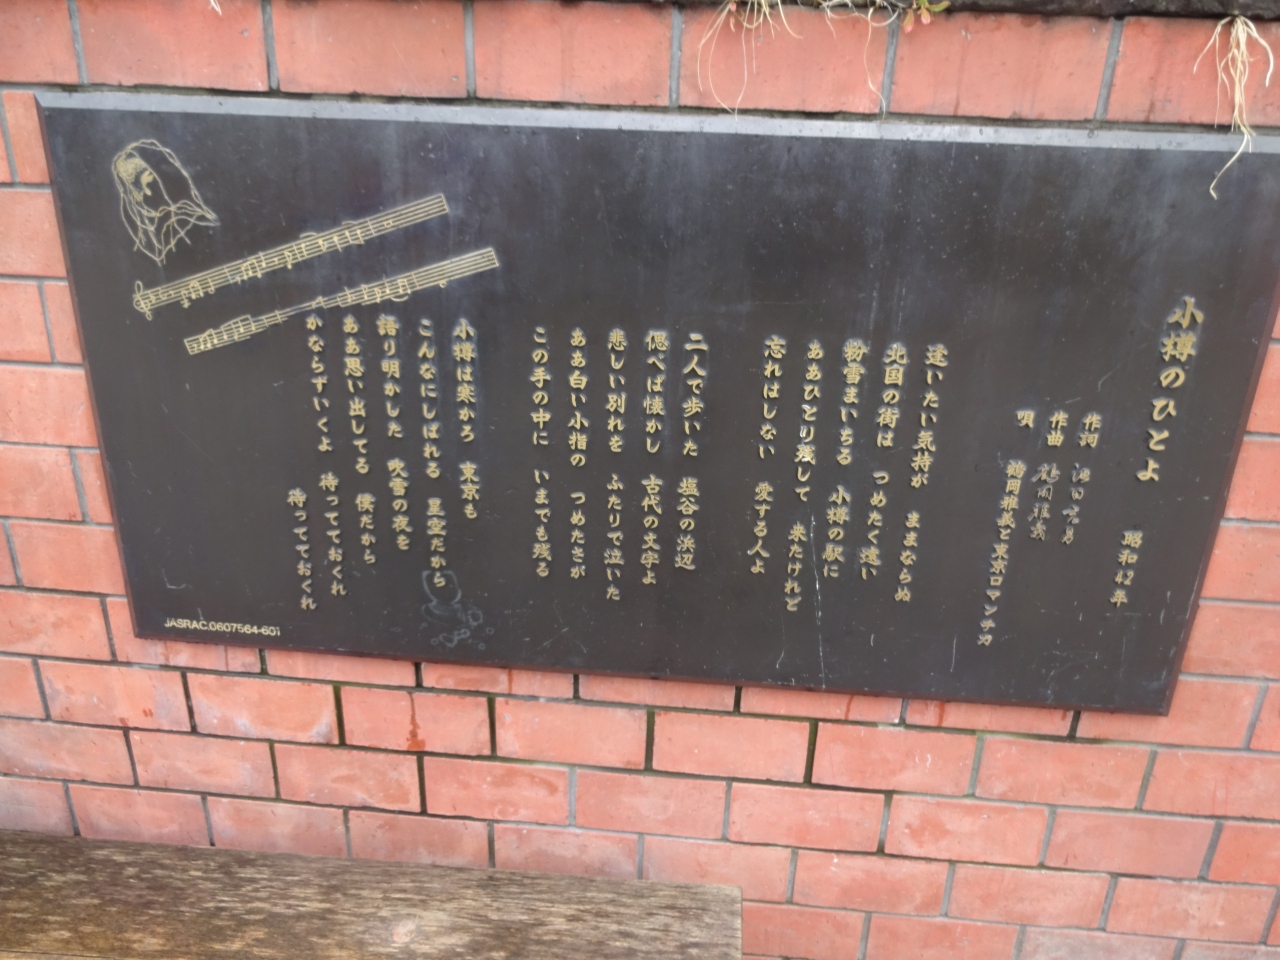 小樽のひとよ
昭和42年
作詞 池田充男
作曲 鶴岡雅義
唄 鶴岡雅義と東京ロマンチカ
逢いたい気持が ままならぬ
北国の街は つめたく遠い
粉雪まいちる 小樽の駅に
ああひとり残して 来たけれど
忘れはしない 愛する人よ
二人で歩いた 塩谷の浜辺
偲べば懐かし 古代の文字よ
悲しい別れを ふたりで泣いた
ああ白い小指の つめたさが
この手の中に いまでも残る
小樽は寒かろ 東京も
こんなにしばれる 星空だから
語り明かした 吹雪の夜を
ああ思い出してる 僕だから
かならずいくよ 待っておくれ
待ってておくれ
JASRAC.0607564-601